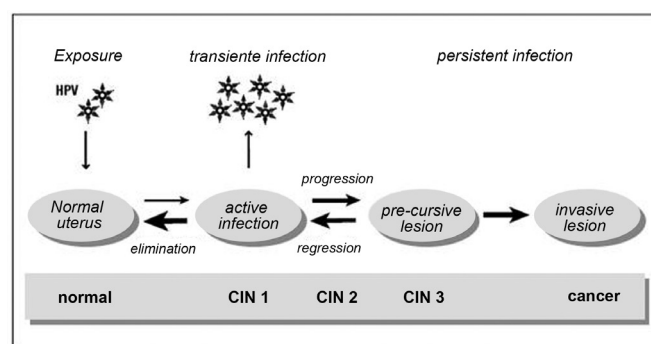 Exposure
transiente infection
persistent infection
HPV
progression
Normal
uterus
active
infection
pre-cursive
lesion
invasive
lesion
elimination
regression
normal
CIN 1
CIN 2
CIN 3
cancer